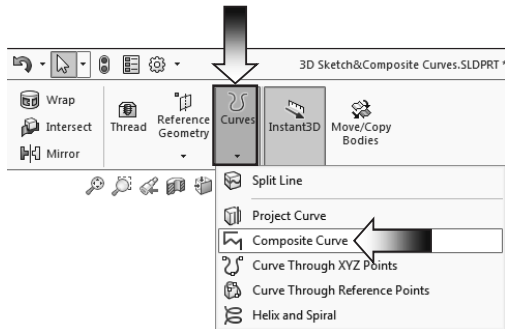 3D Sketch&Composite Curves.SLDPRT *
Wrap
Intersect
Mirror
Thread
Reference
Geometry
Curves
Instant3D
Move/Copy
Bodies
Split Line
Project Curve
Composite Curve
Curve Through XYZ Points
Curve Through Reference Points
Helix and Spiral